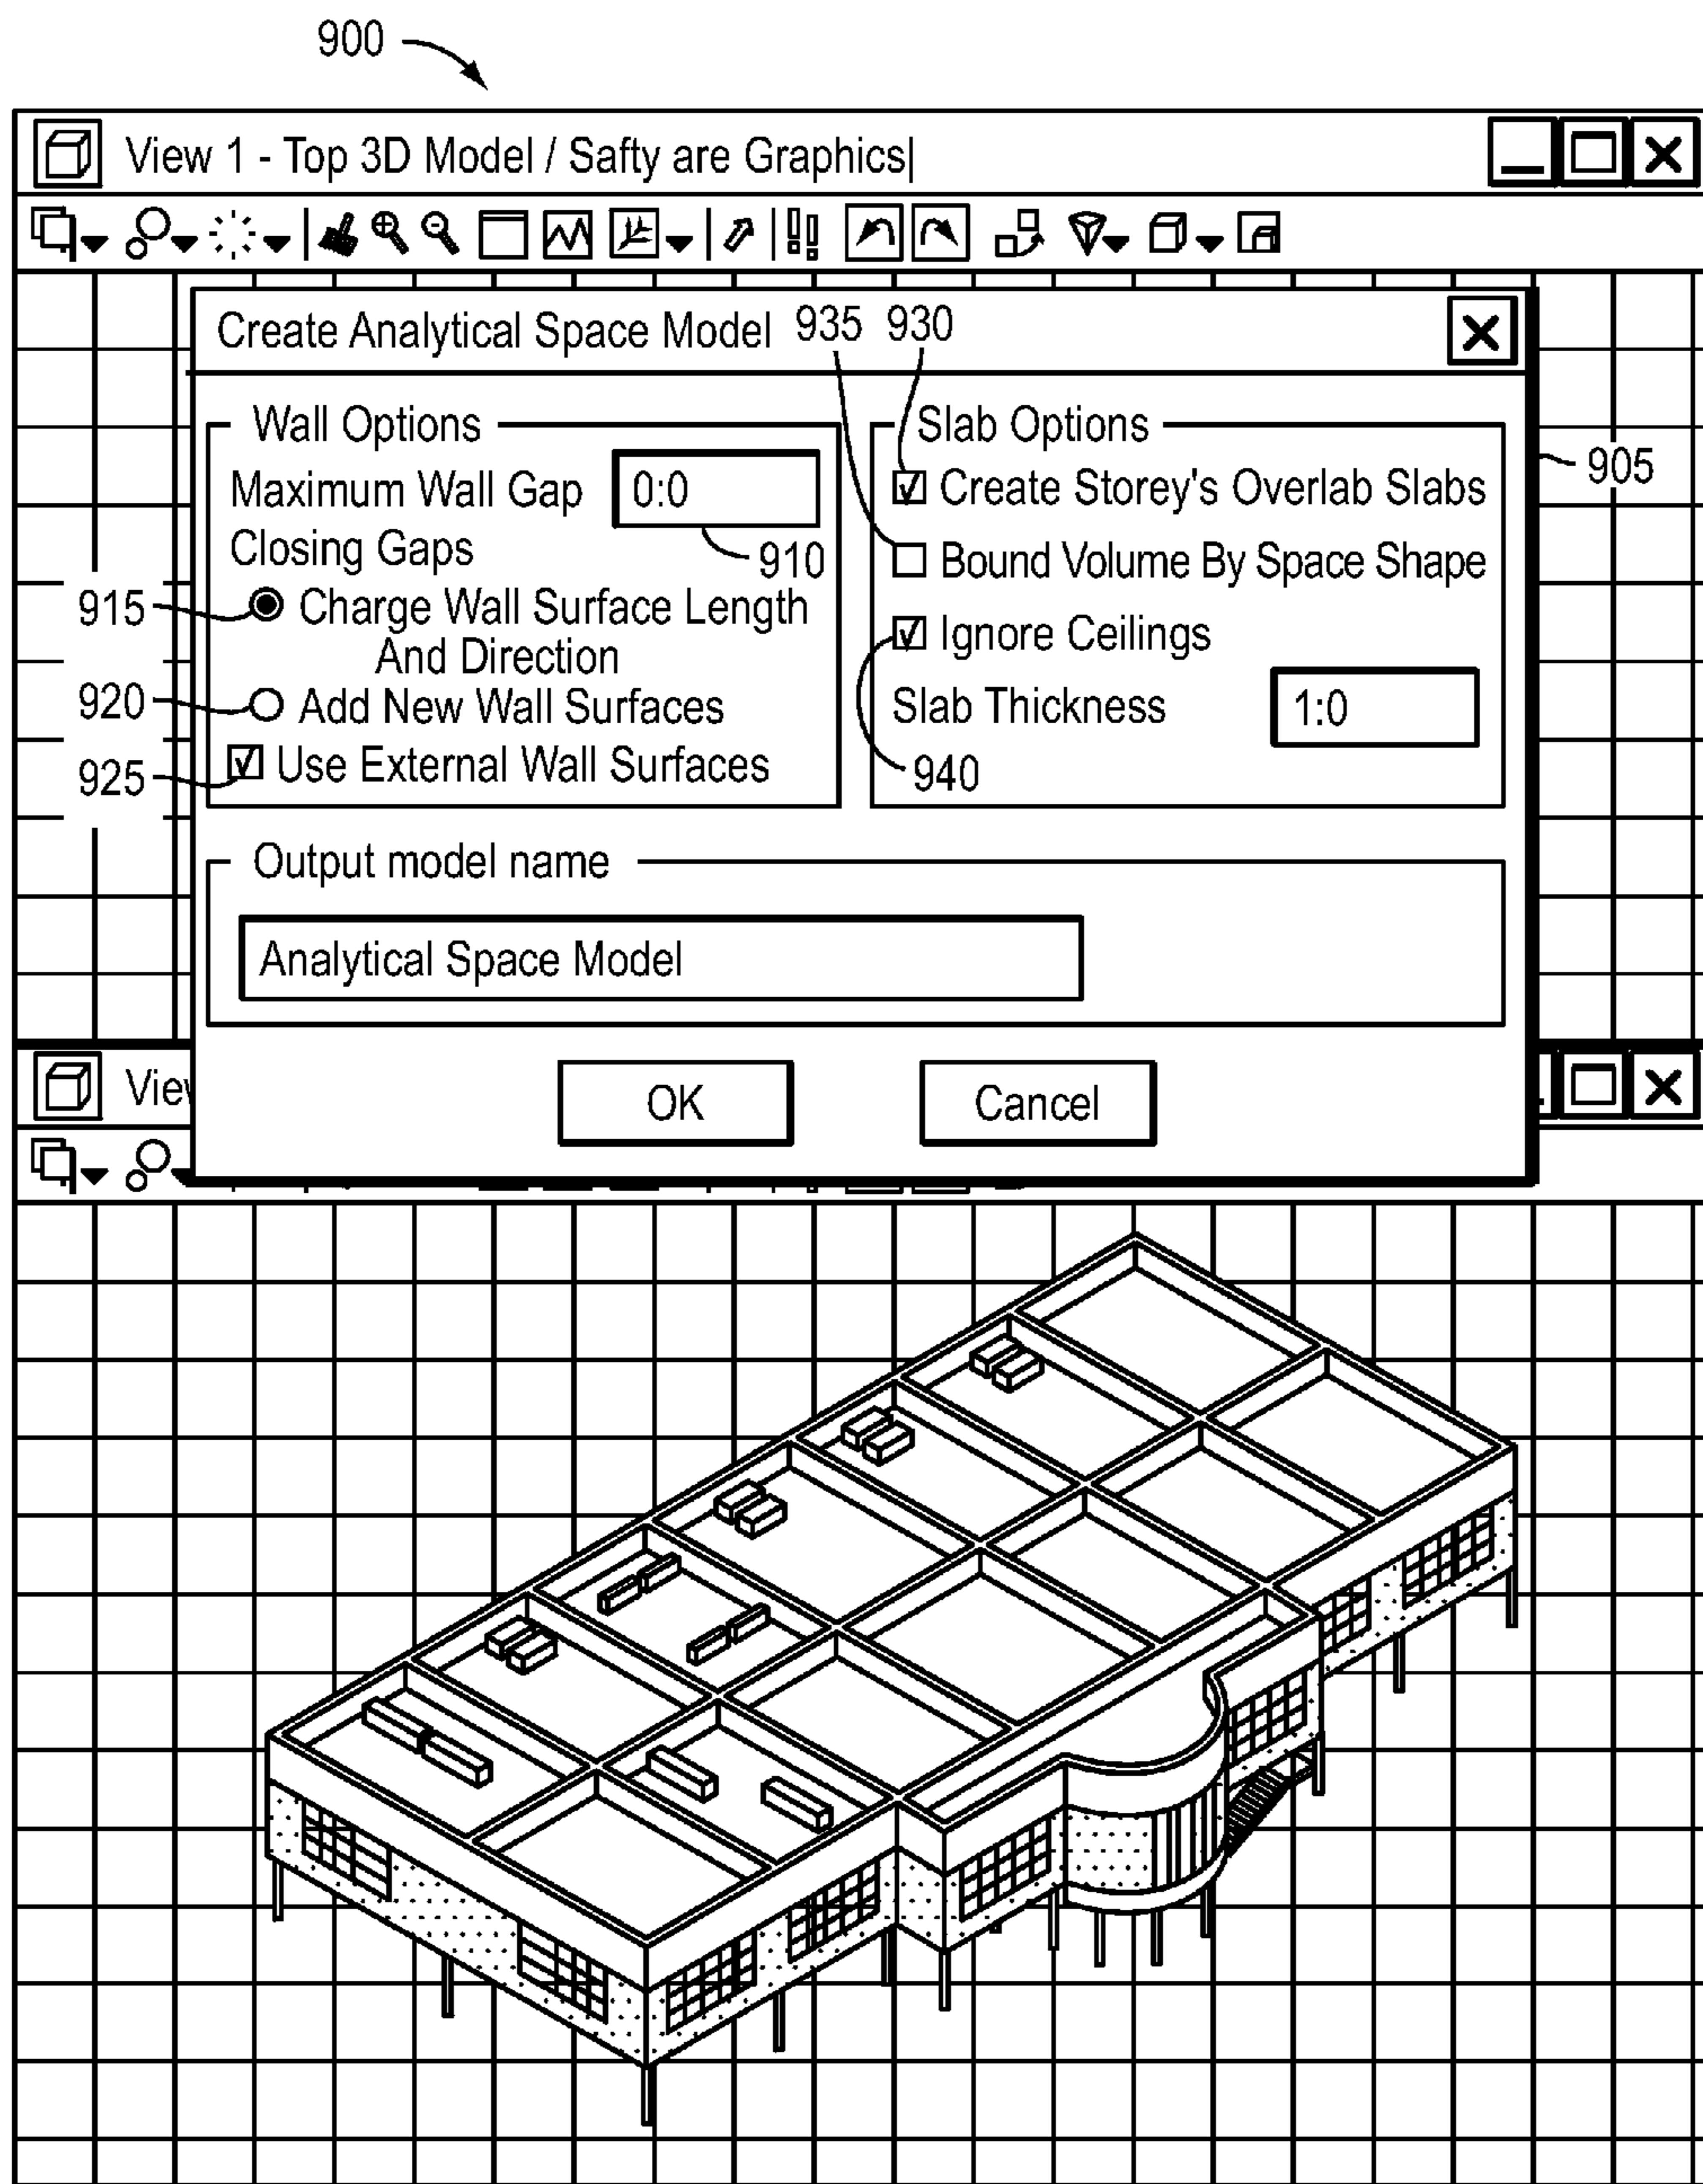 900
View 1 - Top 3D Model / Safty are Graphics
Create Analytical Space Model 935 930
Wall Options
Maximum Wall Gap 0:0
Closing Gaps
910
915 Charge Wall Surface Length
And Direction
920 Add New Wall Surfaces
925 Use External Wall Surfaces
Slab Options
905
Create Storey's Overlab Slabs
Bound Volume By Space Shape
Ignore Ceilings
Slab Thickness 1:0
940
Output model name
Analytical Space Model
OK Cancel